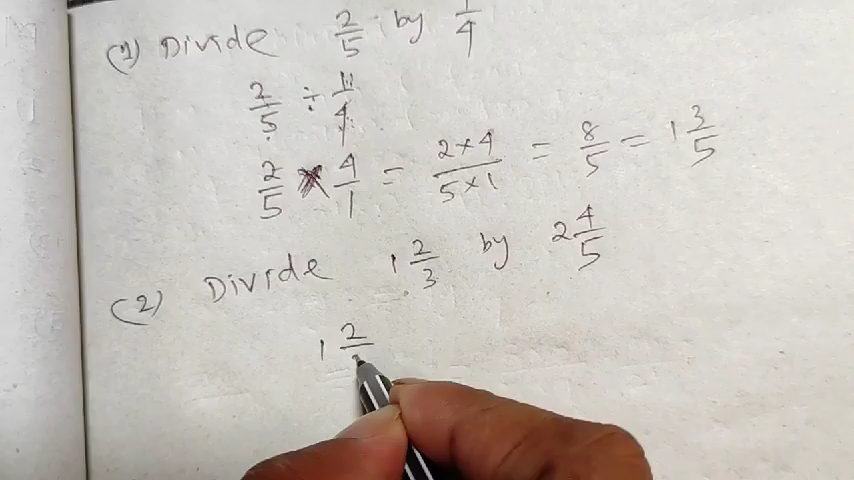 (1) Divide 2/5 by 1/4
2/5 ÷ 1/4
2/5 × 4/1 = 2×4/5×1 = 8/5 = 1 3/5
(2) Divide 1 2/3 by 2 4/5
1 2/